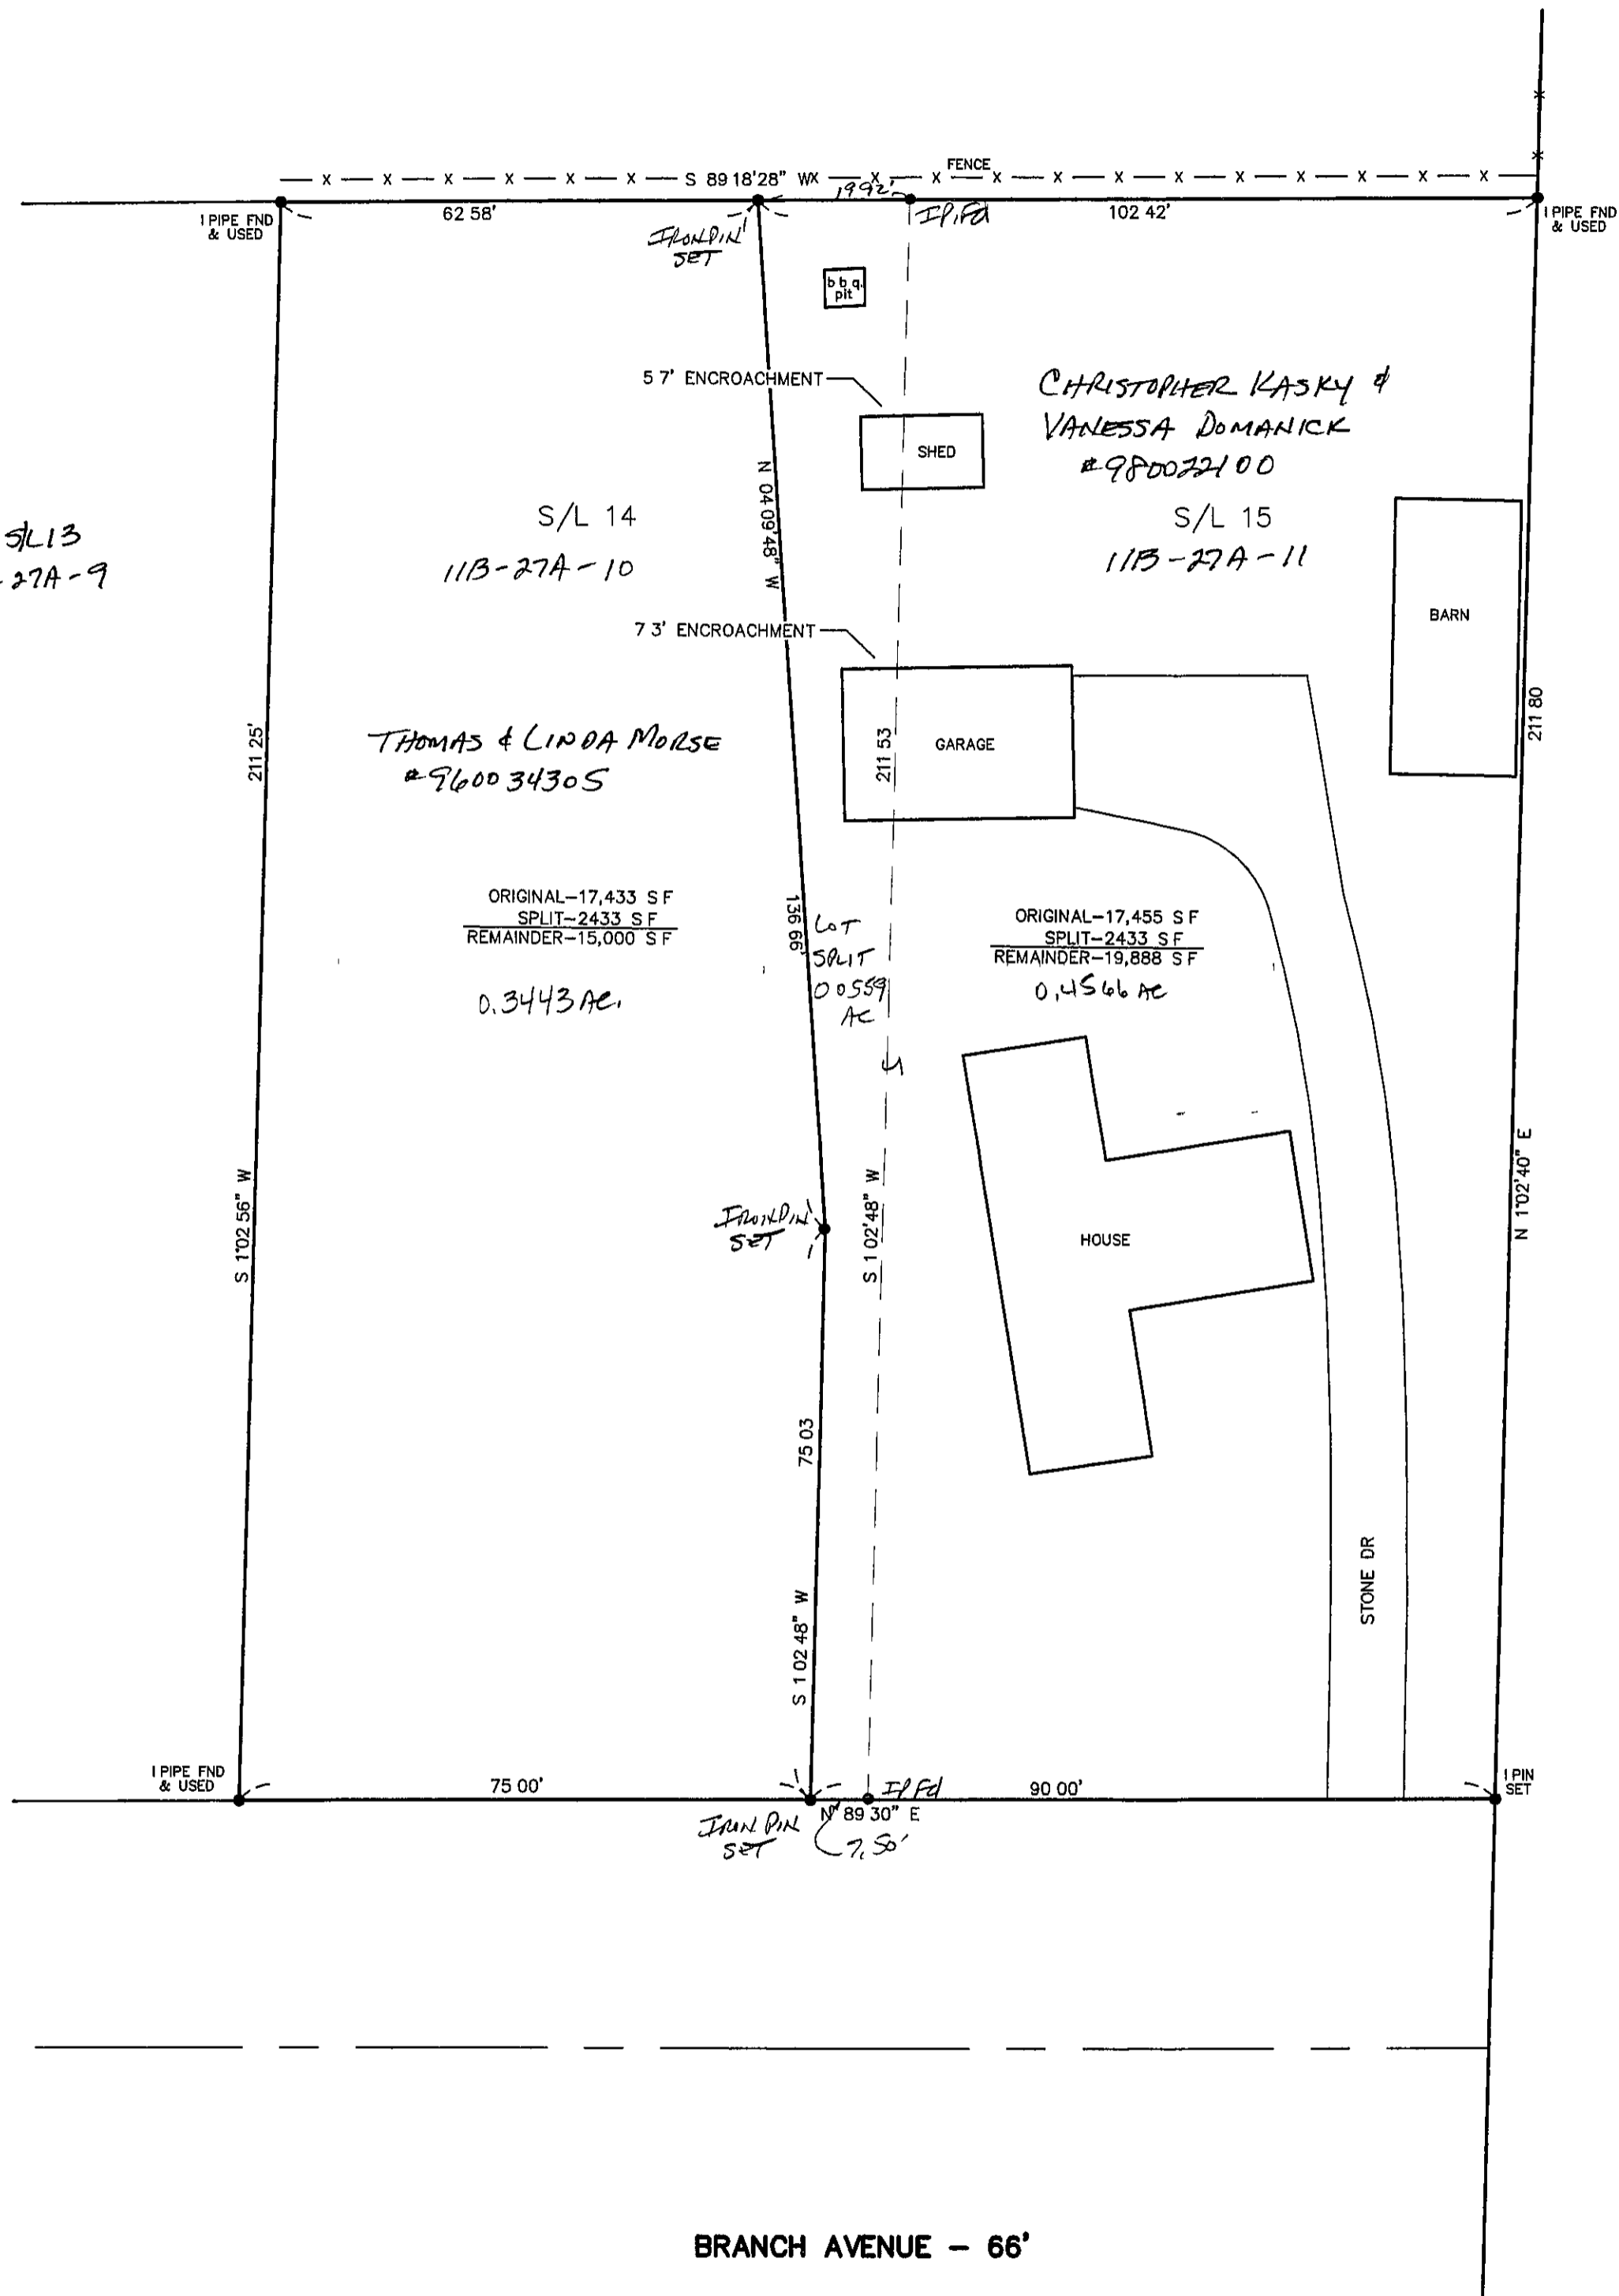 FENCE
— X — X — X — X — X — X — S 89 18'28" WX — X — X — X — X — X — X — X — X — X — X — X —
62 58'
1992'
102 42'
I PIPE FND
& USED
IRON PIN
SET
I.P. Fd
I PIPE FND
& USED
b b q.
pit
5 7' ENCROACHMENT
SHED
CHRISTOPHER KASKY &
VANESSA DOMANICK
#980022100
S/L 15
11B-27A-11
N 04 09'48" W
S/L 14
11B-27A-10
S/L13
-27A-9
BARN
7 3' ENCROACHMENT
GARAGE
211 53
211 80
211 25'
THOMAS & LINDA MORSE
#960034305
ORIGINAL-17,433 S F
SPLIT-2433 S F
REMAINDER-15,000 S F
0.3443 AC.
136 66'
LOT
SPLIT
0 0559
AC
ORIGINAL-17,455 S F
SPLIT-2433 S F
REMAINDER-19,888 S F
0.4566 AC
S 1°02 56" W
IRON PIN
SET
S 1 02'48" W
HOUSE
N 1°02'40" E
75 03
S 1 02 48" W
STONE DR
I PIPE FND
& USED
75 00'
IP Fd
90 00'
I PIN
SET
N 89 30" E
IRON PIN
SET
7.50'
BRANCH AVENUE - 66'